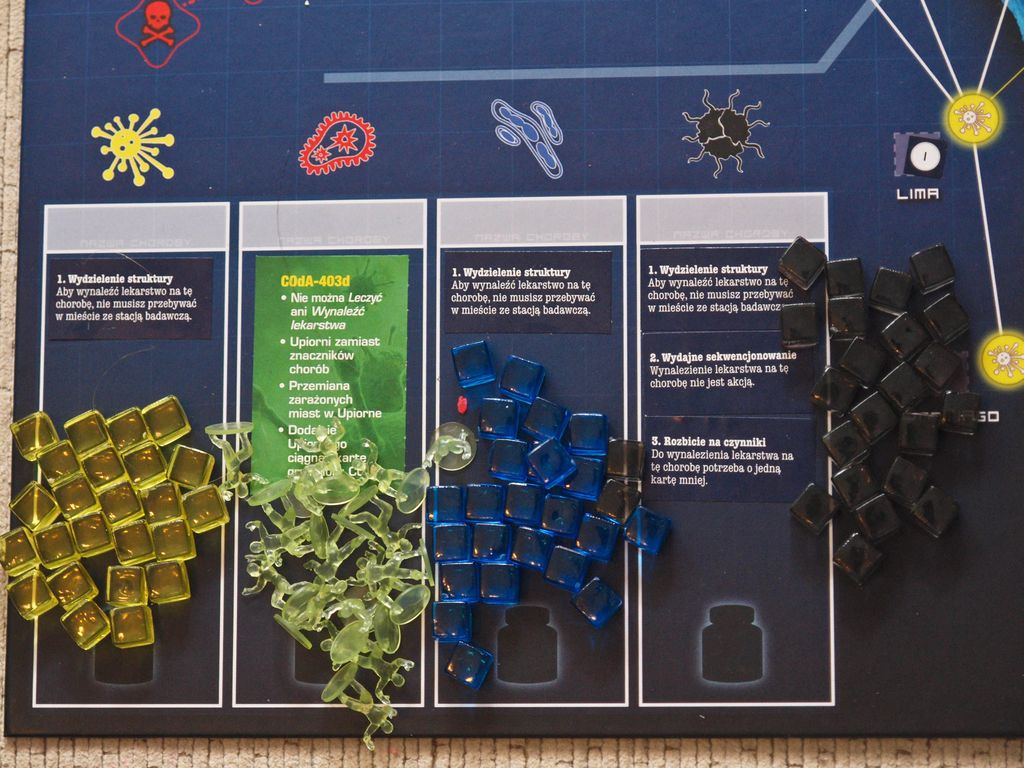 LIMA
NAZWA CHOROBY
1. Wydzielenie struktury
Aby wynaleźć lekarstwo na tę
chorobę, nie musisz przebywać
w mieście ze stacją badawczą.
NAZWA CHOROBY
COdA-403d
• Nie można Leczyć
ani Wynaleźć
lekarstwa
• Upiorni zamiast
znaczników
chorób
• Przemiana
zarażonych
miast w Upiorne
NAZWA CHOROBY
1. Wydzielenie struktury
Aby wynaleźć lekarstwo na tę
chorobę, nie musisz przebywać
w mieście ze stacją badawczą.
NAZWA CHOROBY
1. Wydzielenie struktury
Aby wynaleźć lekarstwo na tę
chorobę, nie musisz przebywać
w mieście ze stacją badawczą.
2. Wydajne sekwencjonowanie
Wynalezienie lekarstwa na tę
chorobę nie jest akcją.
3. Rozbicie na czynniki
Do wynalezienia lekarstwa na
tę chorobę potrzeba o jedną
kartę mniej.